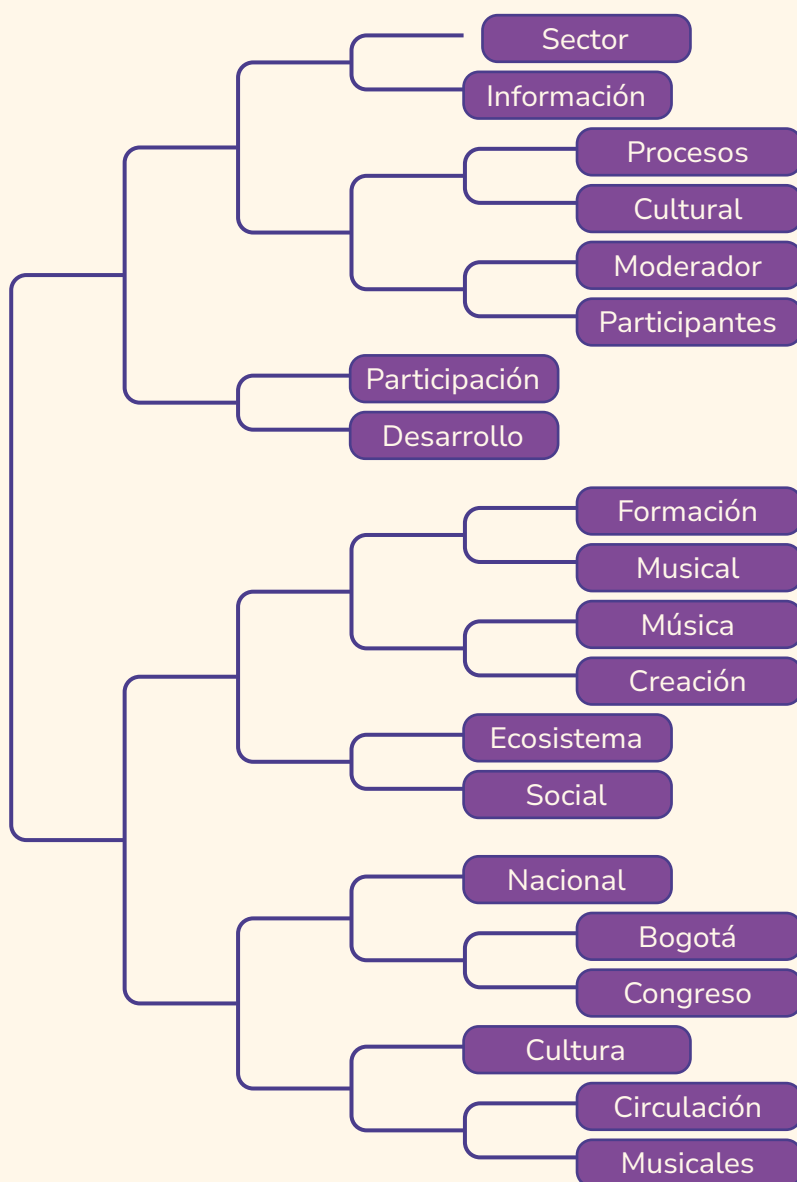 Sector
Información
Procesos
Cultural
Moderador
Participantes
Participación
Desarrollo
Formación
Musical
Música
Creación
Ecosistema
Social
Nacional
Bogotá
Congreso
Cultura
Circulación
Musicales